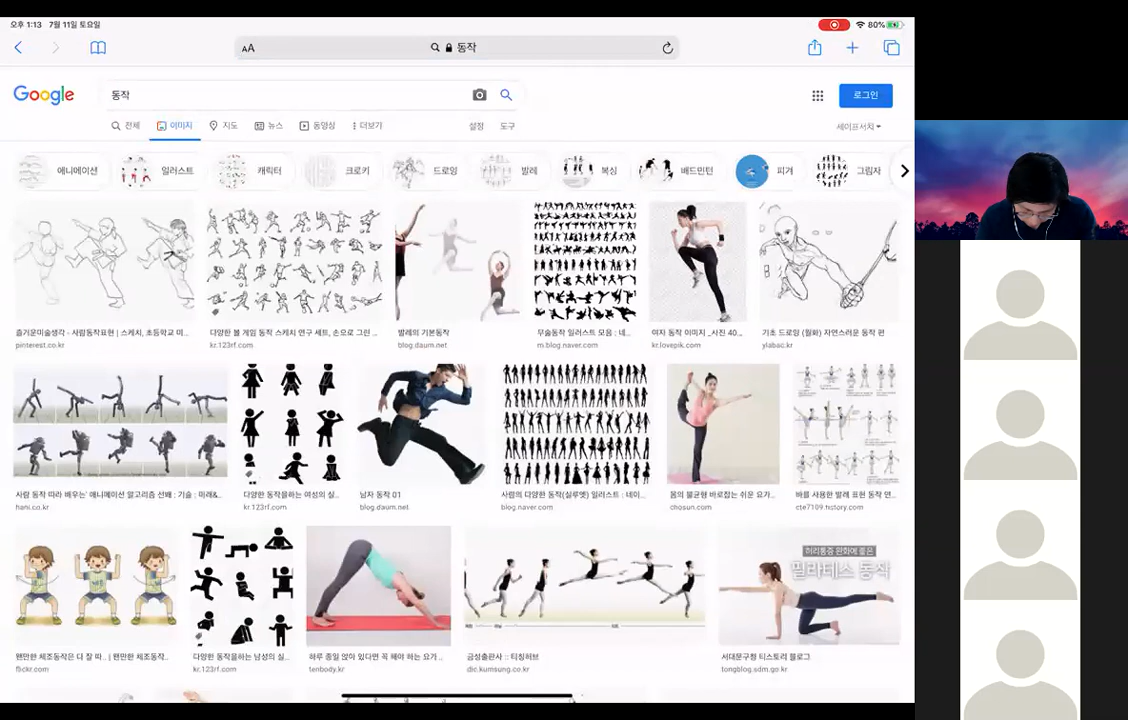 오후 1:13 7월 11일 토요일
80%
AA
동작
Google
동작
로그인
전체
이미지
지도
뉴스
동영상
더보기
설정
도구
세이프서치
애니메이션
일러스트
캐릭터
크로키
드로잉
발레
복싱
배드민턴
피겨
그림자
즐거운미술생각 - 사람동작표현 | 스케치, 초등학교 미...
pinterest.co.kr
다양한 볼 게임 동작 스케치 연구 세트, 손으로 그린 ...
kr.123rf.com
발레의 기본동작
blog.daum.net
무술동작 일러스트 모음 : 네...
m.blog.naver.com
여자 동작 이미지 _사진 40...
kr.lovepik.com
기초 드로잉 (월화) 자연스러운 동작 편
ylabac.kr
사람 동작 따라 배우는' 애니메이션 알고리즘 선봬 : 기술 : 미래&...
hani.co.kr
다양한 동작을하는 여성의 실...
kr.123rf.com
남자 동작 01
blog.daum.net
사람의 다양한 동작(실루엣) 일러스트 : 네이...
blog.naver.com
몸의 불균형 바로잡는 쉬운 요가...
chosun.com
바를 사용한 발레 표현 동작 연...
cte7109.tistory.com
허리통증 완화에 좋은
필라테스 동작
왠만한 체조동작은 다 잘 따.. | 왠만한 체조동작..
flickr.com
다양한 동작을하는 남성의 실...
kr.123rf.com
하루 종일 앉아 있다면 꼭 해야 하는 요가 ..
tenbody.kr
금성출판사 :: 티칭허브
dic.kumsung.co.kr
서대문구청 티스토리 블로그
tongblog.sdm.go.kr